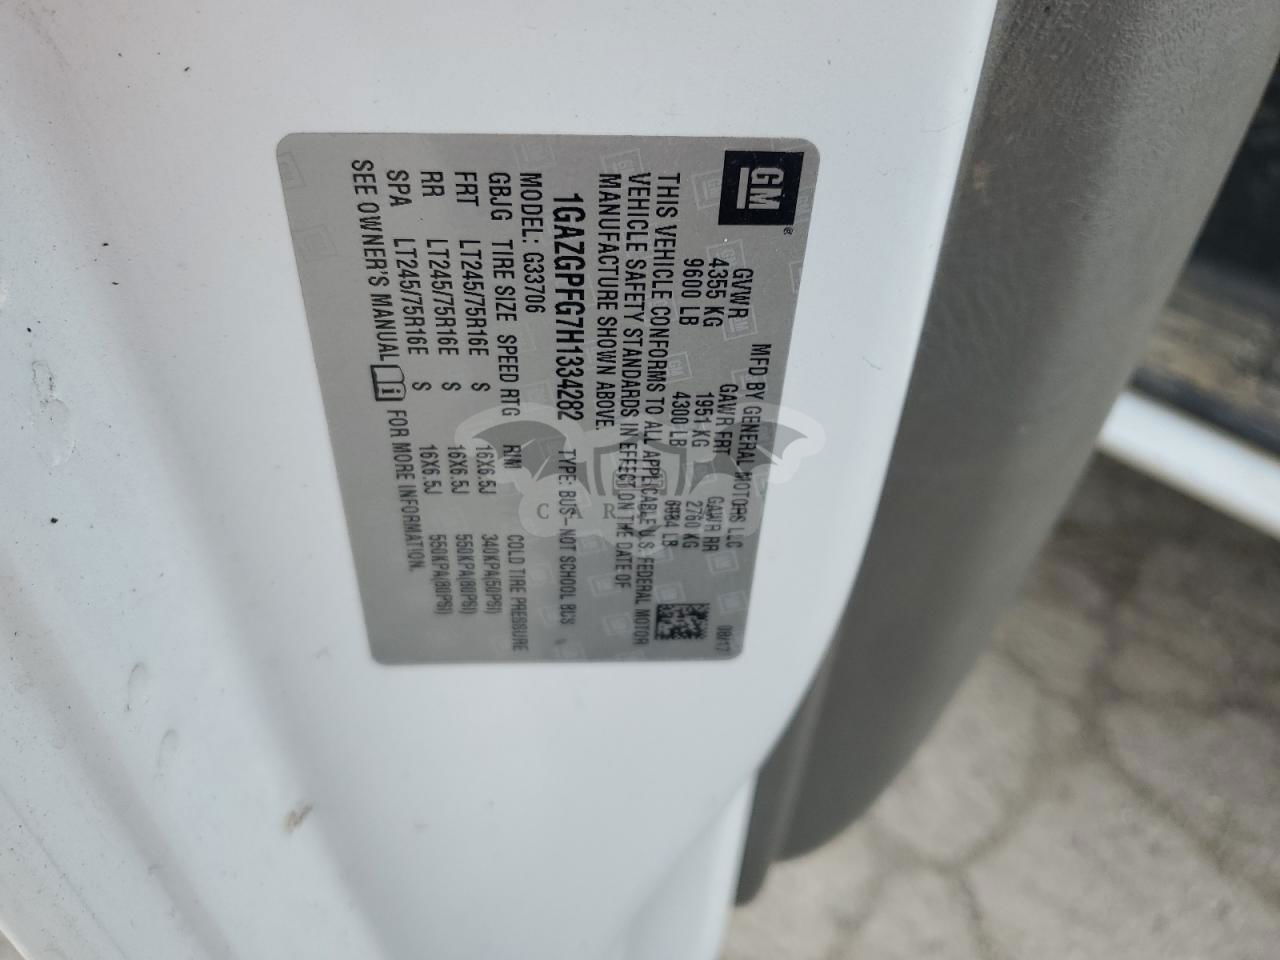 GM
MFD BY GENERAL MOTORS LLC 08/17
GVWR GAWR FRT GAWR RR
4355 KG 1951 KG 2760 KG
9600 LB 4300 LB 6084 LB
THIS VEHICLE CONFORMS TO ALL APPLICABLE U.S. FEDERAL MOTOR
VEHICLE SAFETY STANDARDS IN EFFECT ON THE DATE OF
MANUFACTURE SHOWN ABOVE.
1GAZGPFG7H1334282 TYPE: BUS - NOT SCHOOL BUS
MODEL: G33706
GBJG TIRE SIZE SPEED RTG RIM COLD TIRE PRESSURE
FRT LT245/75R16E S 16X6.5J 340KPA(50PSI)
RR LT245/75R16E S 16X6.5J 550KPA(80PSI)
SPA LT245/75R16E S 16X6.5J 550KPA(80PSI)
SEE OWNER'S MANUAL FOR MORE INFORMATION.